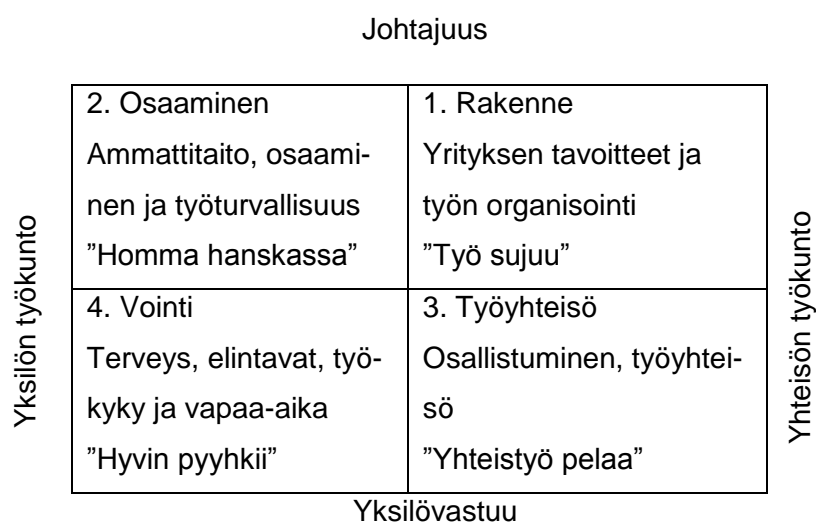 Johtajuus
2. Osaaminen
Ammattitaito, osaami-
nen ja työturvallisuus
”Homma hanskassa”
1. Rakenne
Yrityksen tavoitteet ja
työn organisointi
”Työ sujuu”
Yksilön työkunto
4. Vointi
Terveys, elintavat, työ-
kyky ja vapaa-aika
”Hyvin pyyhkii”
3. Työyhteisö
Osallistuminen, työyhtei-
sö
”Yhteistyö pelaa”
Yhteisön työkunto
Yksilövastuu